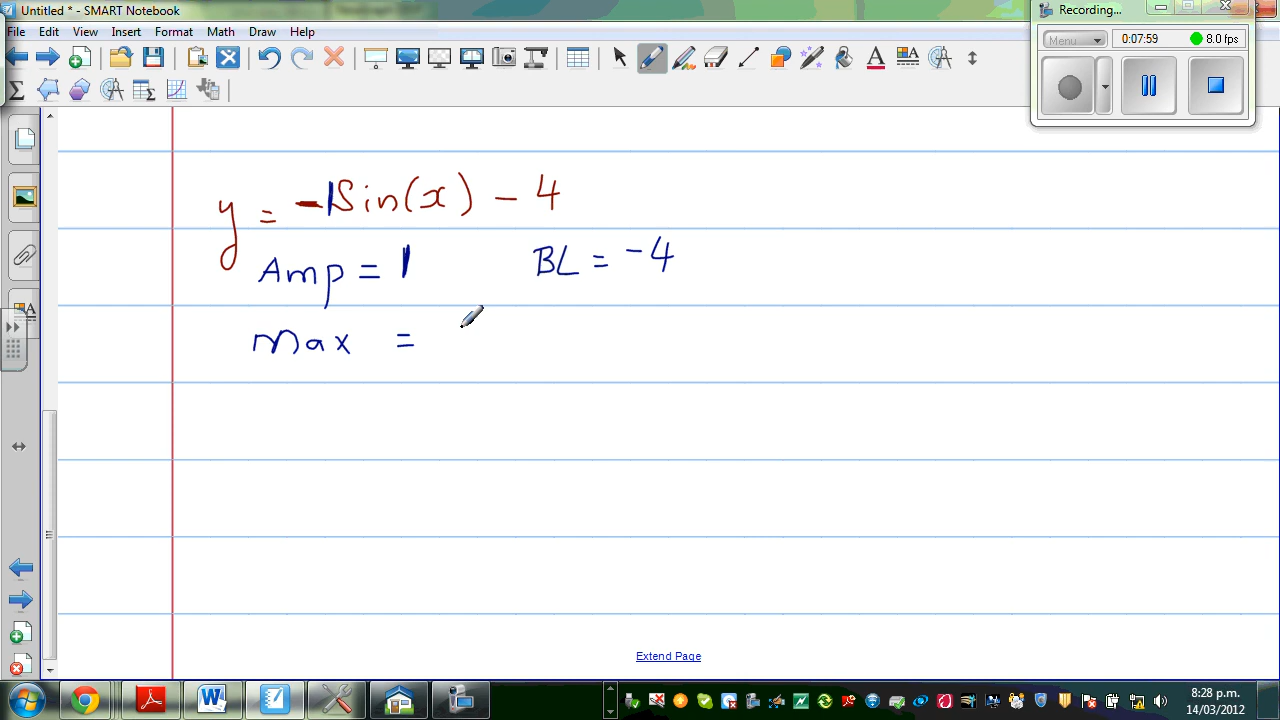 Untitled * - SMART Notebook
Recording...
File Edit View Insert Format Math Draw Help
Menu
0:07:59
8.0 fps
y = -1Sin(x) - 4
Amp = 1 BL = -4
Max =
Extend Page
8:28 p.m.
14/03/2012